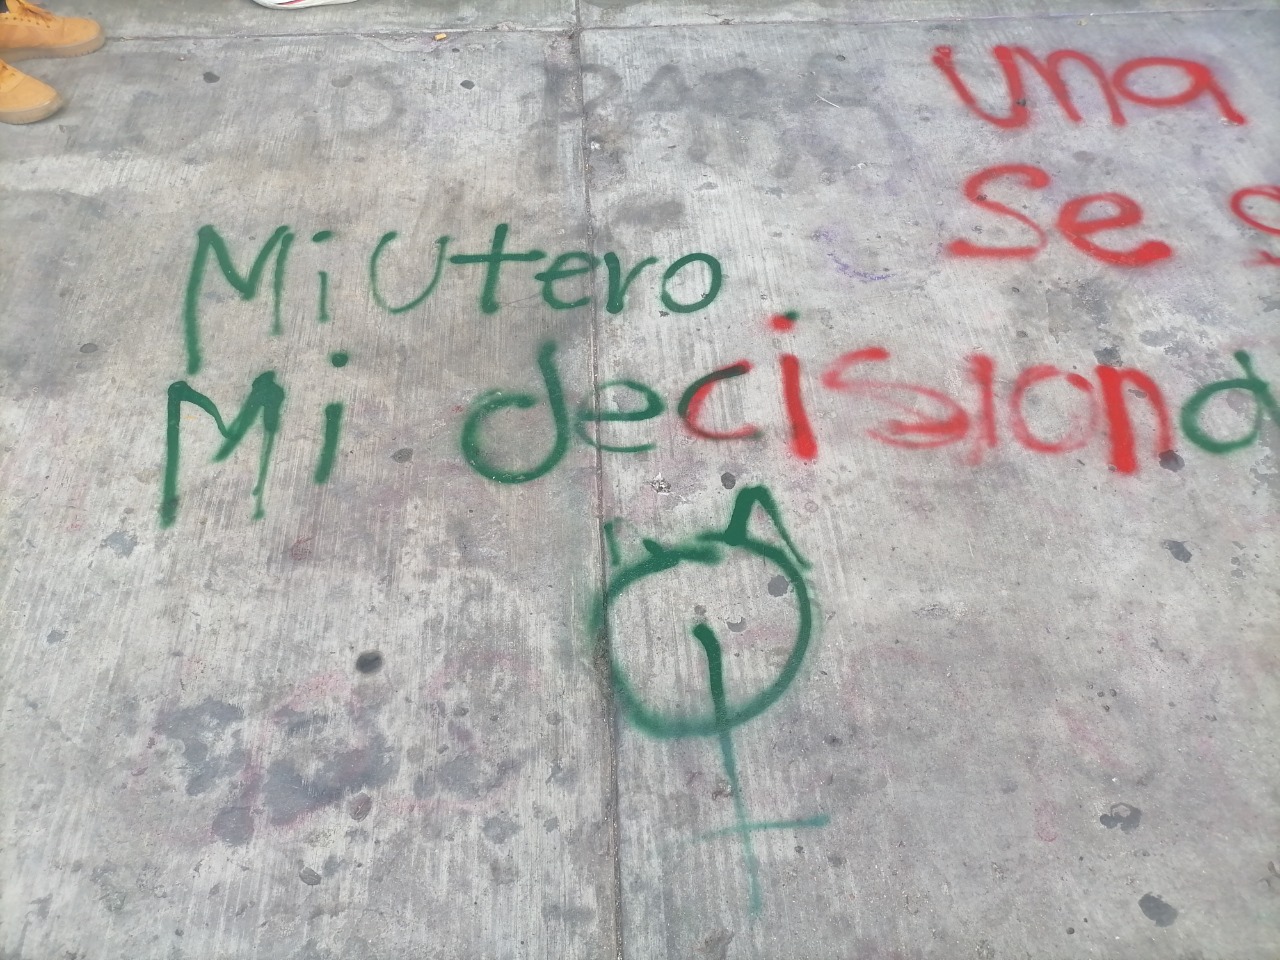 una
Se
Mi Utero
Mi decision